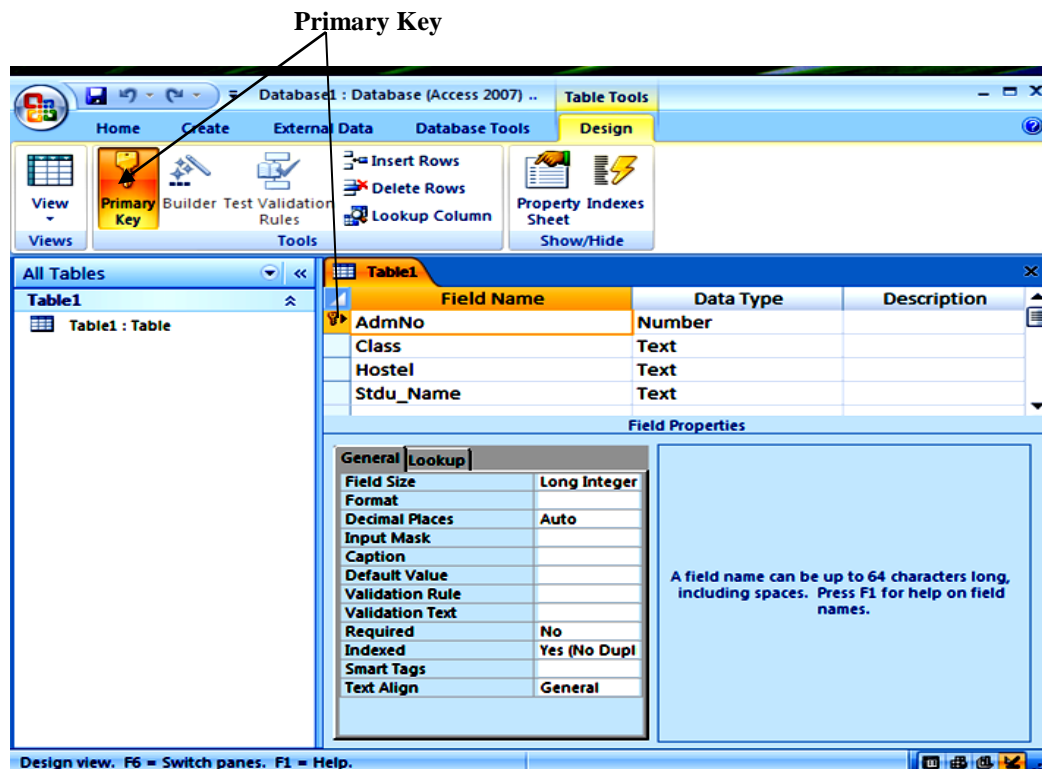 Primary Key
Database1 : Database (Access 2007) ..
Table Tools
Home Create External Data Database Tools Design
View
Primary Key
Builder
Test Validation Rules
Insert Rows
Delete Rows
Lookup Column
Property Sheet
Indexes
Views
Tools
Show/Hide
All Tables
Table1
Table1 : Table
Table1
Field Name Data Type Description
AdmNo Number
Class Text
Hostel Text
Stdu_Name Text
Field Properties
General Lookup
Field Size Long Integer
Format
Decimal Places Auto
Input Mask
Caption
Default Value
Validation Rule
Validation Text
Required No
Indexed Yes (No Dupl
Smart Tags
Text Align General
A field name can be up to 64 characters long,
including spaces. Press F1 for help on field
names.
Design view. F6 = Switch panes. F1 = Help.